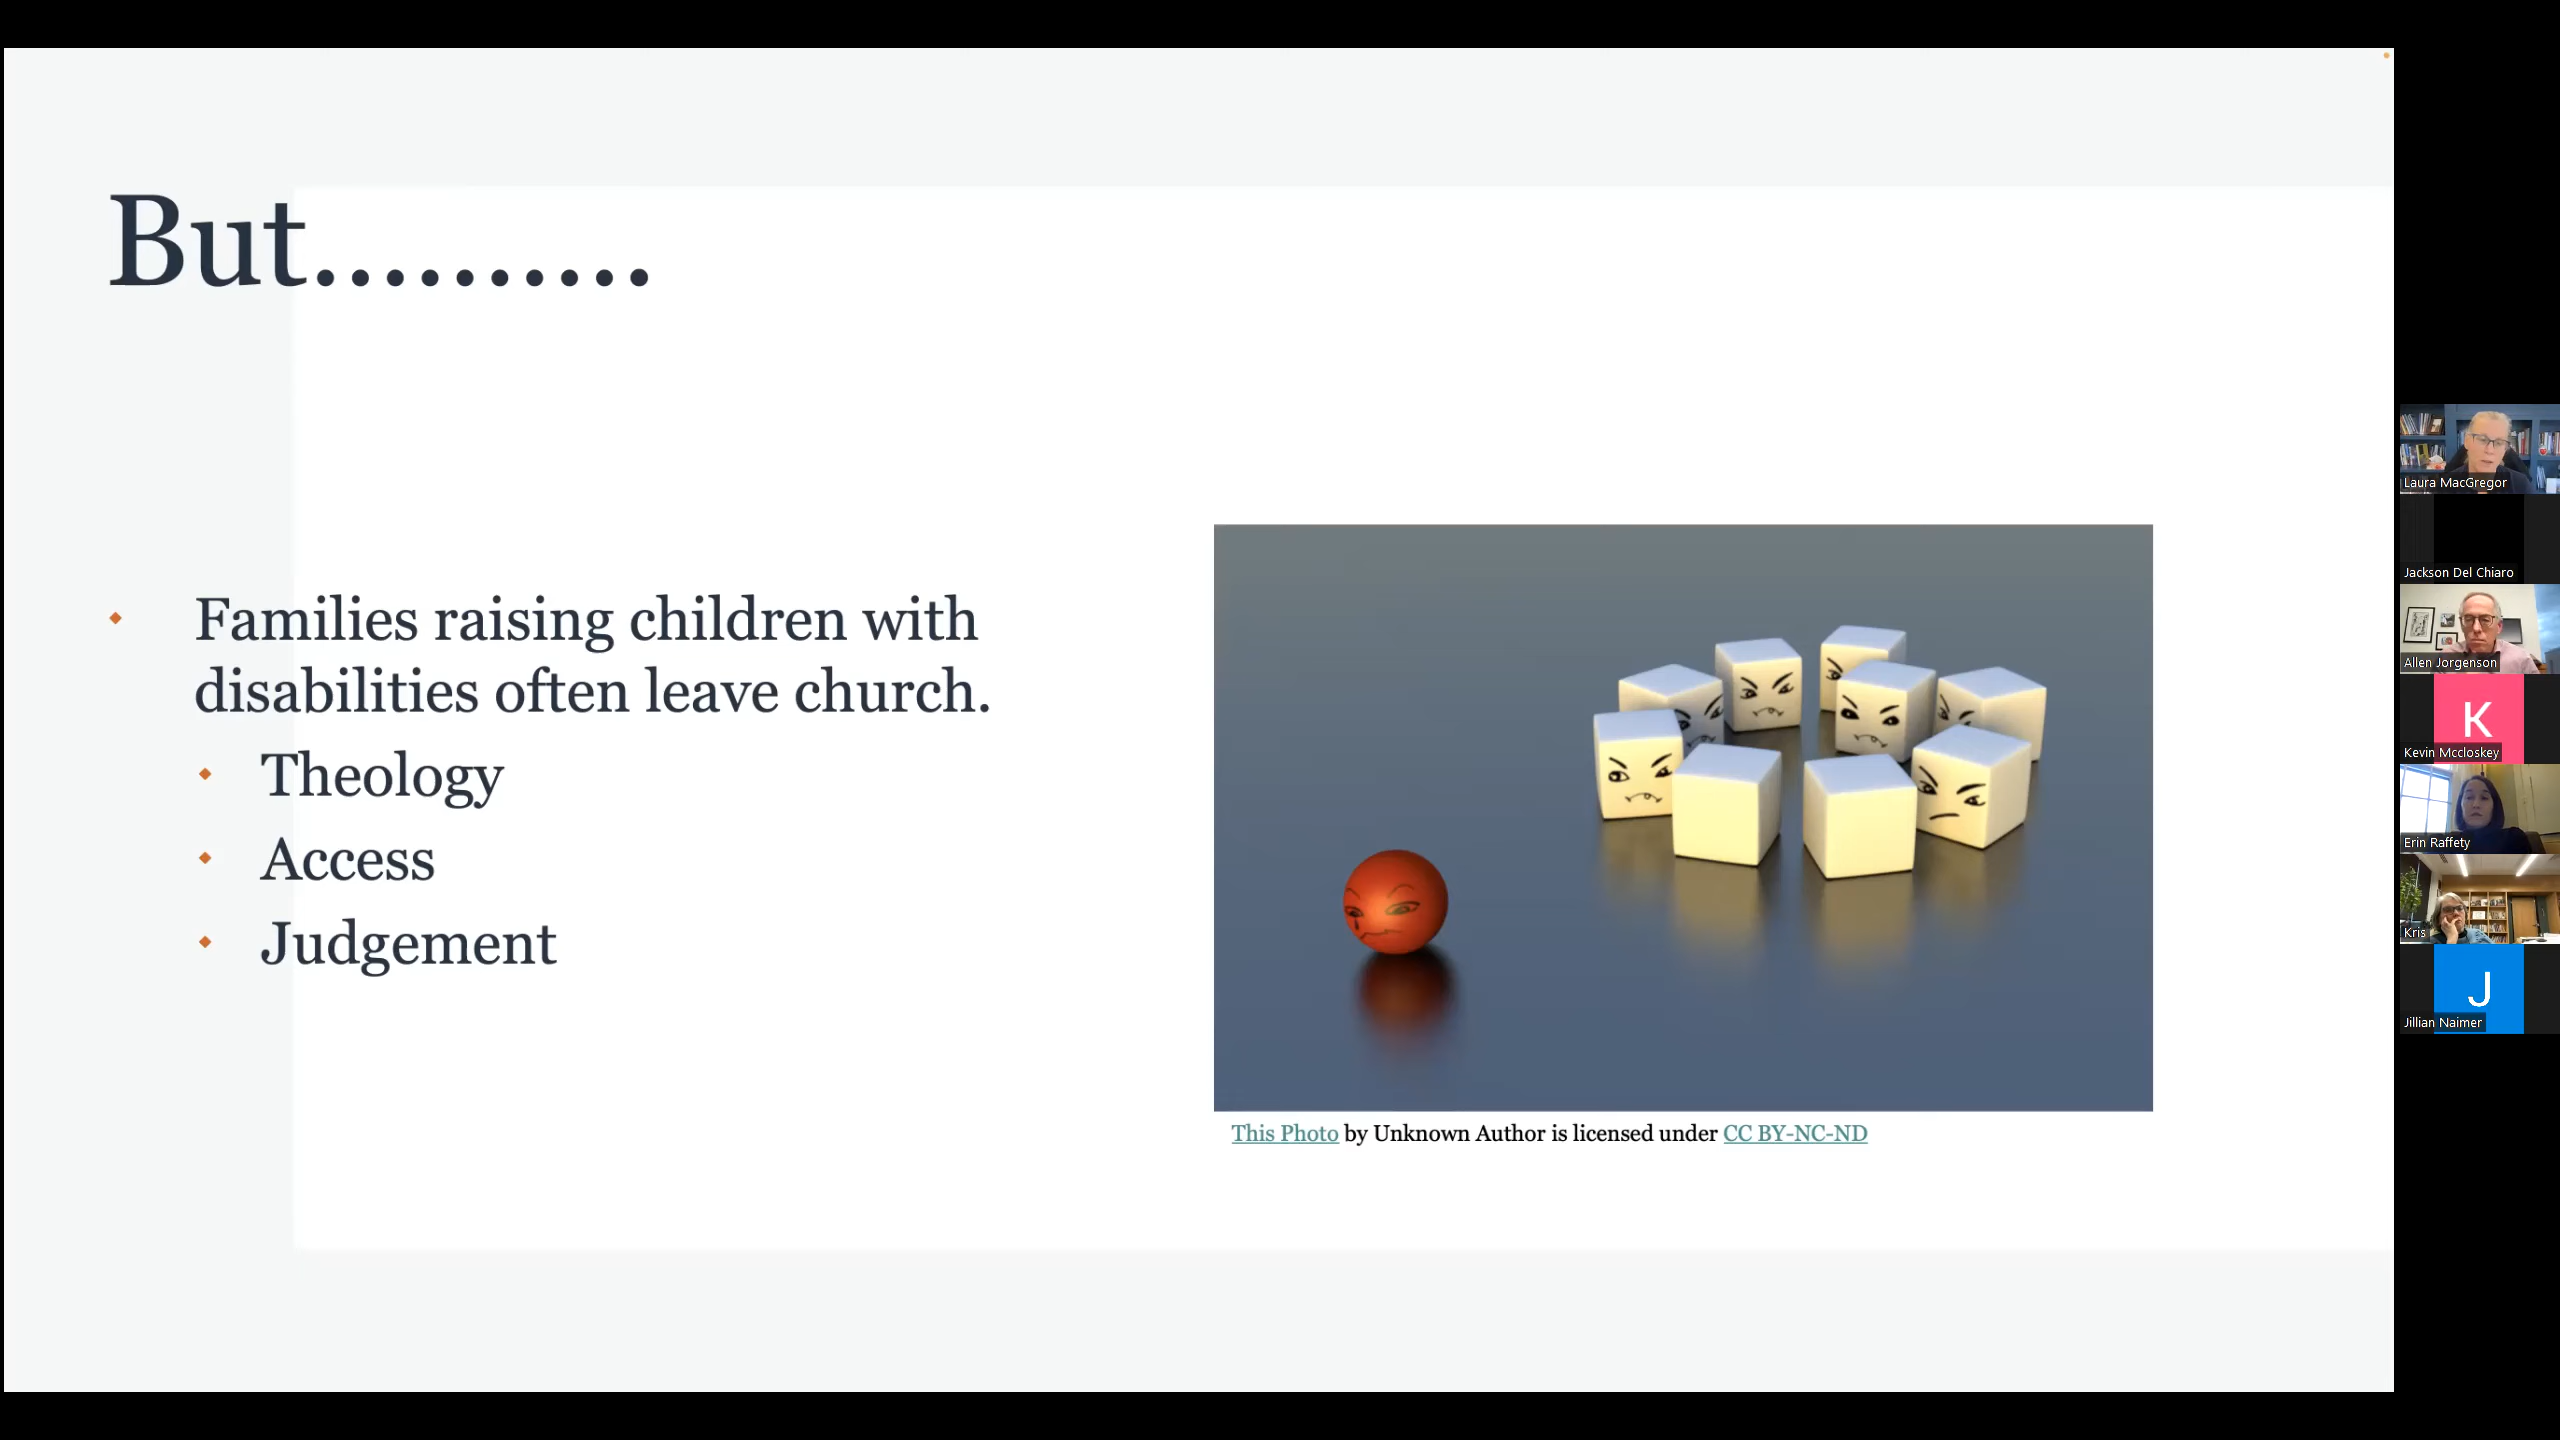 But..........
Families raising children with
disabilities often leave church.
Theology
Access
Judgement
This Photo by Unknown Author is licensed under CC BY-NC-ND
Laura MacGregor
Jackson Del Chiaro
Allen Jorgenson
K
Kevin Mccloskey
Erin Raffety
Kris
J
Jillian Naimer